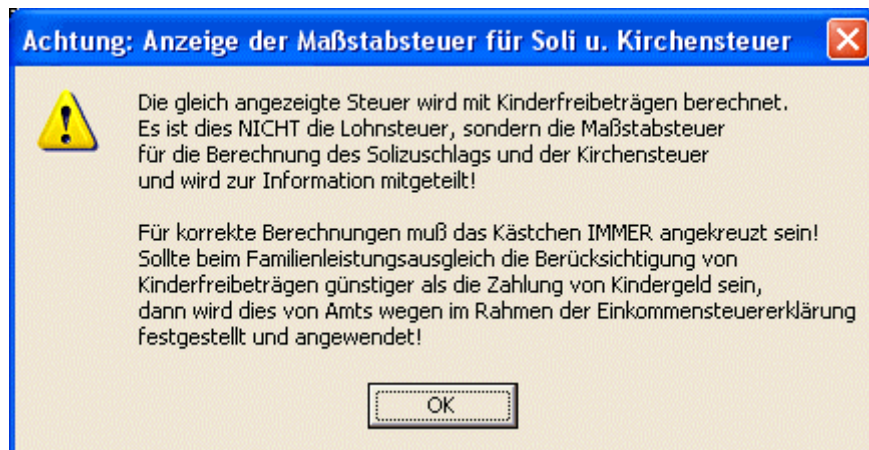 Achtung: Anzeige der Maßstabsteuer für Soli u. Kirchensteuer
Die gleich angezeigte Steuer wird mit Kinderfreibeträgen berechnet.
Es ist dies NICHT die Lohnsteuer, sondern die Maßstabsteuer
für die Berechnung des Solizuschlags und der Kirchensteuer
und wird zur Information mitgeteilt!
Für korrekte Berechnungen muß das Kästchen IMMER angekreuzt sein!
Sollte beim Familienleistungsausgleich die Berücksichtigung von
Kinderfreibeträgen günstiger als die Zahlung von Kindergeld sein,
dann wird dies von Amts wegen im Rahmen der Einkommensteuererklärung
festgestellt und angewendet!
OK